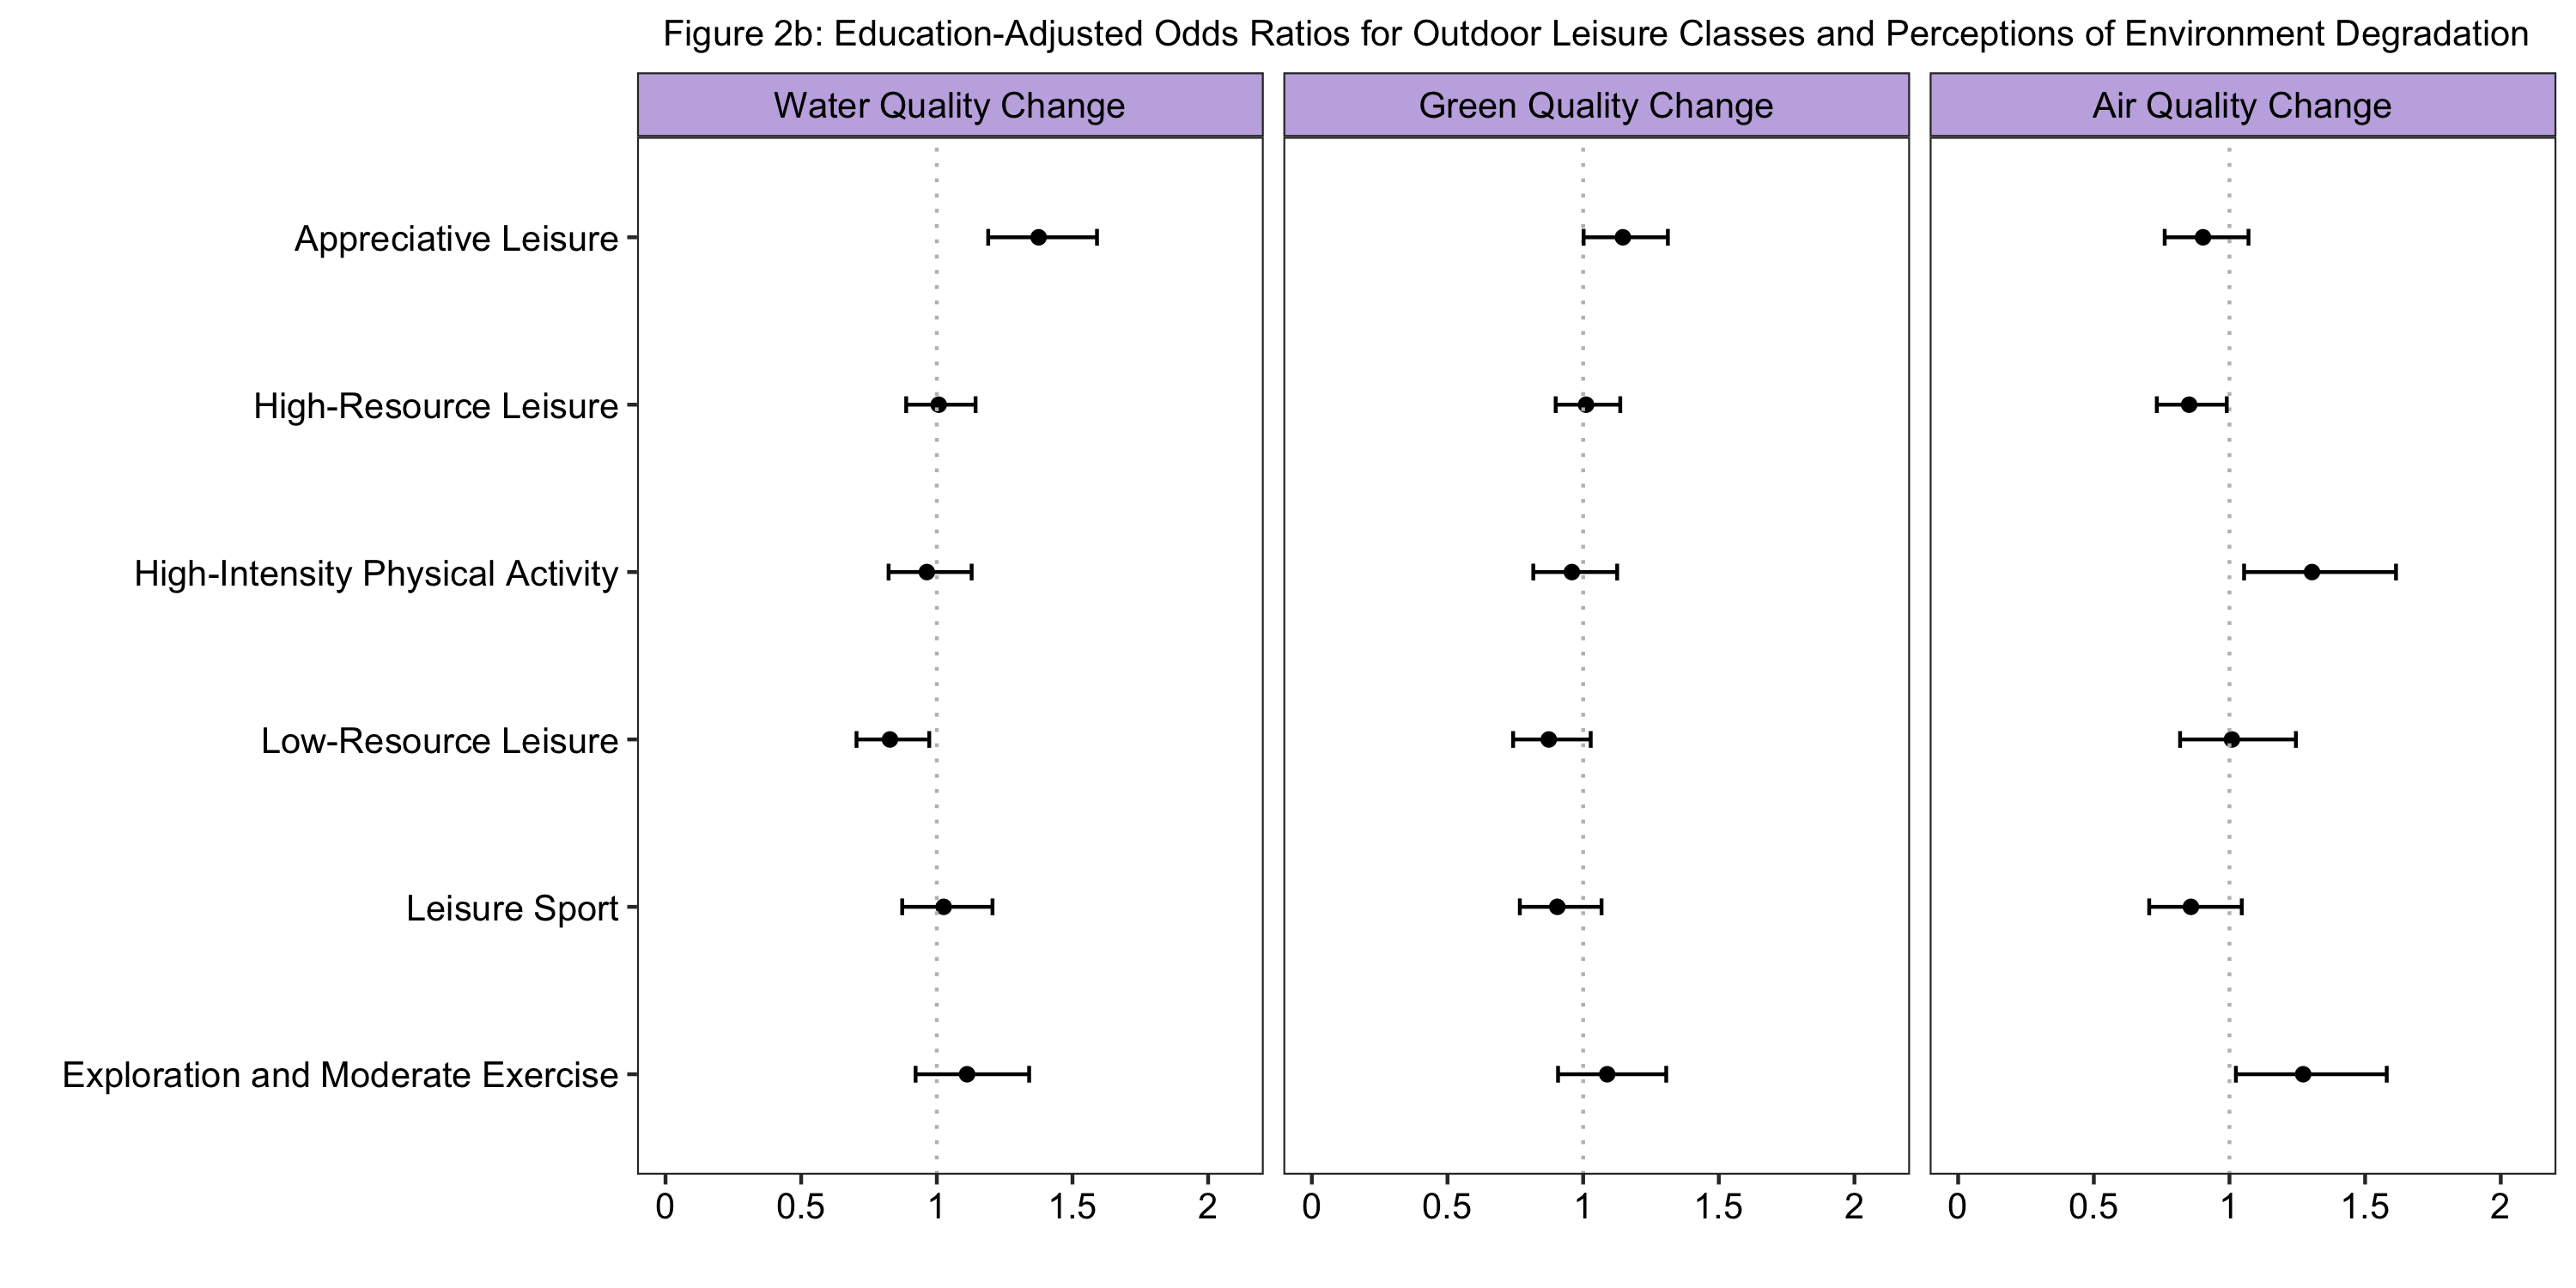 Figure 2b: Education-Adjusted Odds Ratios for Outdoor Leisure Classes and Perceptions of Environment Degradation
Water Quality Change
Green Quality Change
Air Quality Change
Appreciative Leisure
High-Resource Leisure
High-Intensity Physical Activity
Low-Resource Leisure
Leisure Sport
Exploration and Moderate Exercise
0 0.5 1 1.5 2
0 0.5 1 1.5 2
0 0.5 1 1.5 2